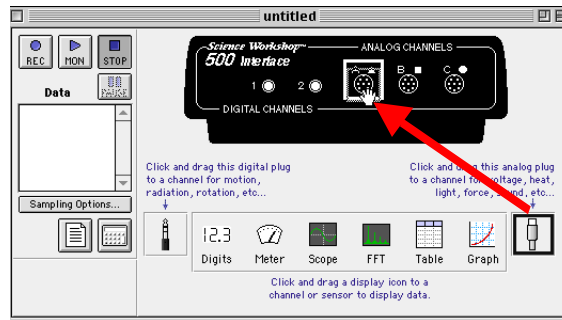 untitled
REC MON STOP
Data PAUSE
Sampling Options...
Science Workshop™ ANALOG CHANNELS
500 Interface
1 2 A B C
DIGITAL CHANNELS
Click and drag this digital plug
to a channel for motion,
radiation, rotation, etc...
Click and drag this analog plug
to a channel for voltage, heat,
light, force, sound, etc...
12.3
Digits Meter Scope FFT Table Graph
Click and drag a display icon to a
channel or sensor to display data.